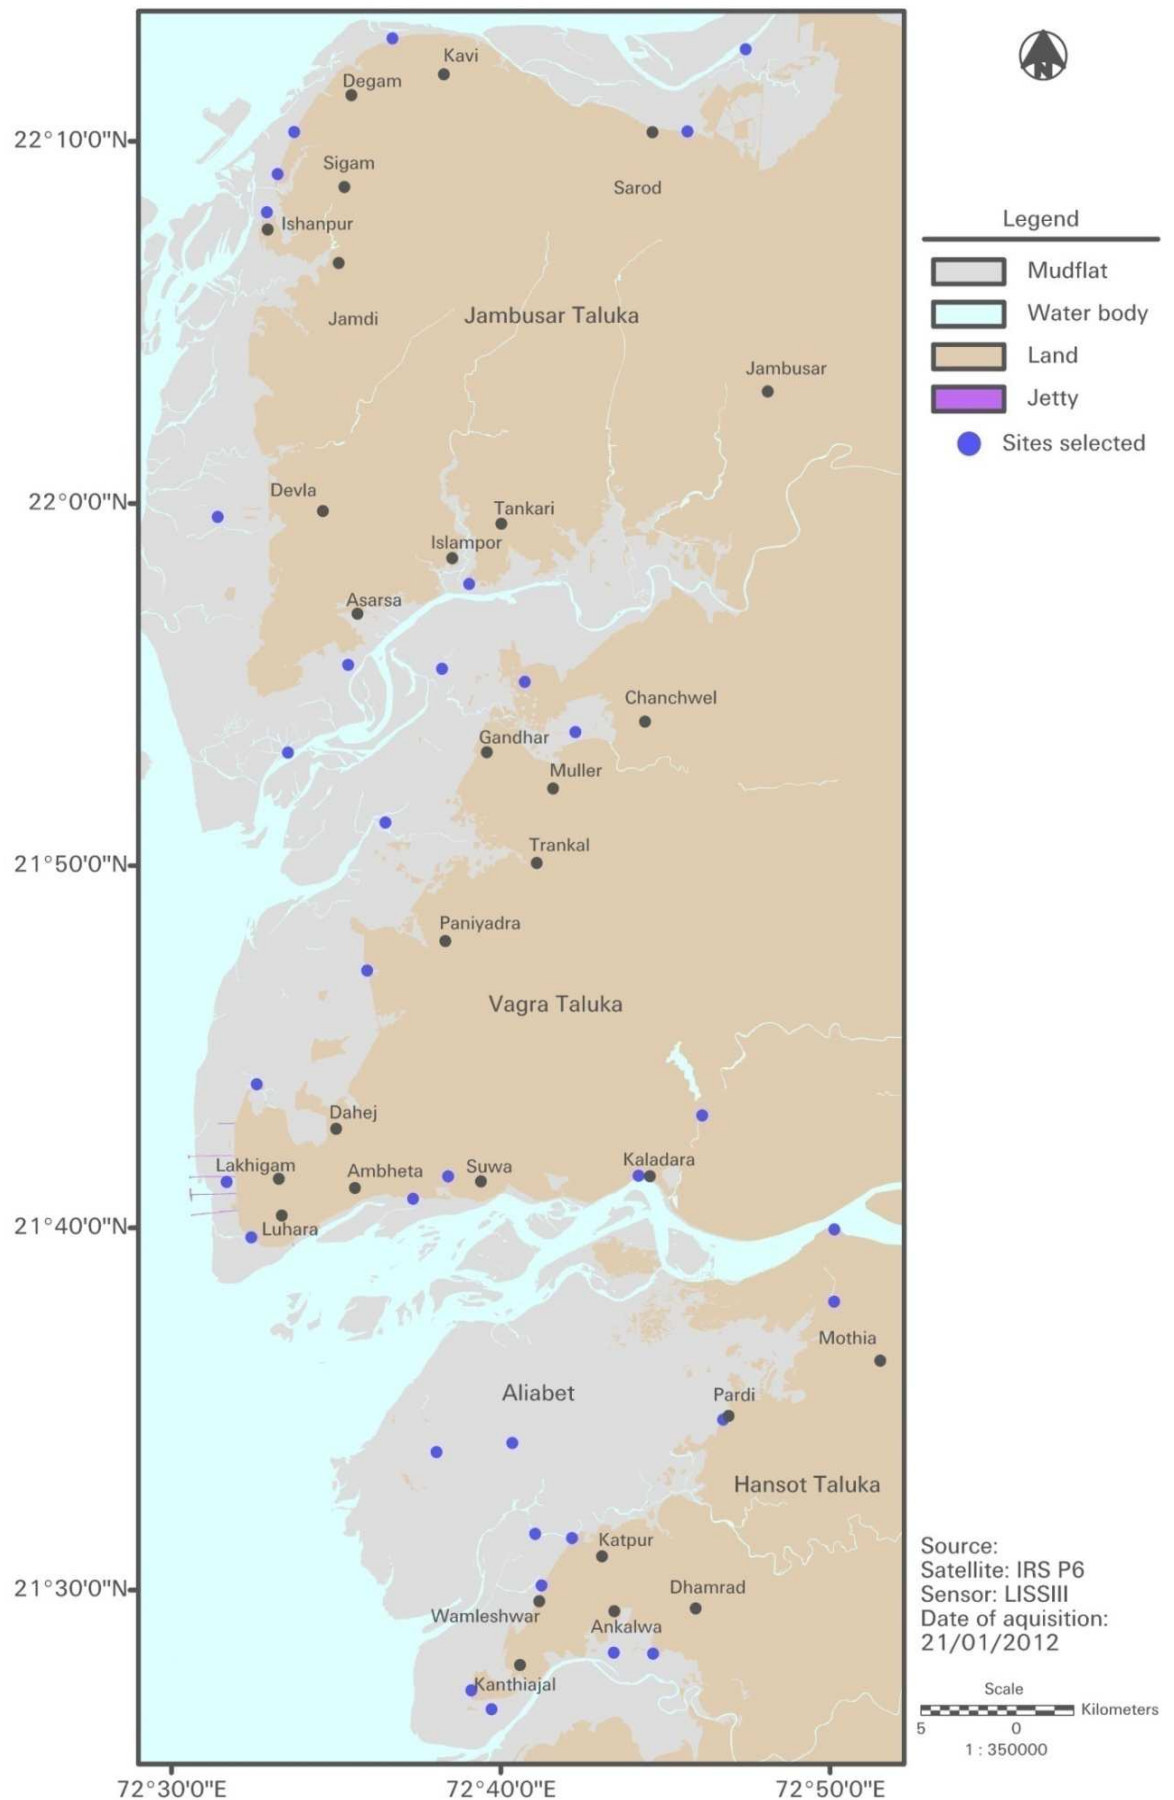 N
Kavi
Degam
22°10'0"N
Sigam
Sarod
Ishanpur
Jamdi
Jambusar Taluka
Jambusar
Devla
22°0'0"N
Tankari
Islampor
Asarsa
Chanchwel
Gandhar
Muller
Trankal
21°50'0"N
Paniyadra
Vagra Taluka
Dahej
Lakhigam
Ambheta
Suwa
Kaladara
21°40'0"N
Luhara
Mothia
Aliabet
Pardi
Hansot Taluka
Katpur
Dhamrad
21°30'0"N
Wamleshwar
Ankalwa
Kanthiajal
72°30'0"E
72°40'0"E
72°50'0"E
Legend
Mudflat
Water body
Land
Jetty
Sites selected
Source:
Satellite: IRS P6
Sensor: LISSIII
Date of aquisition:
21/01/2012
Scale
Kilometers
5 0
1 : 350000